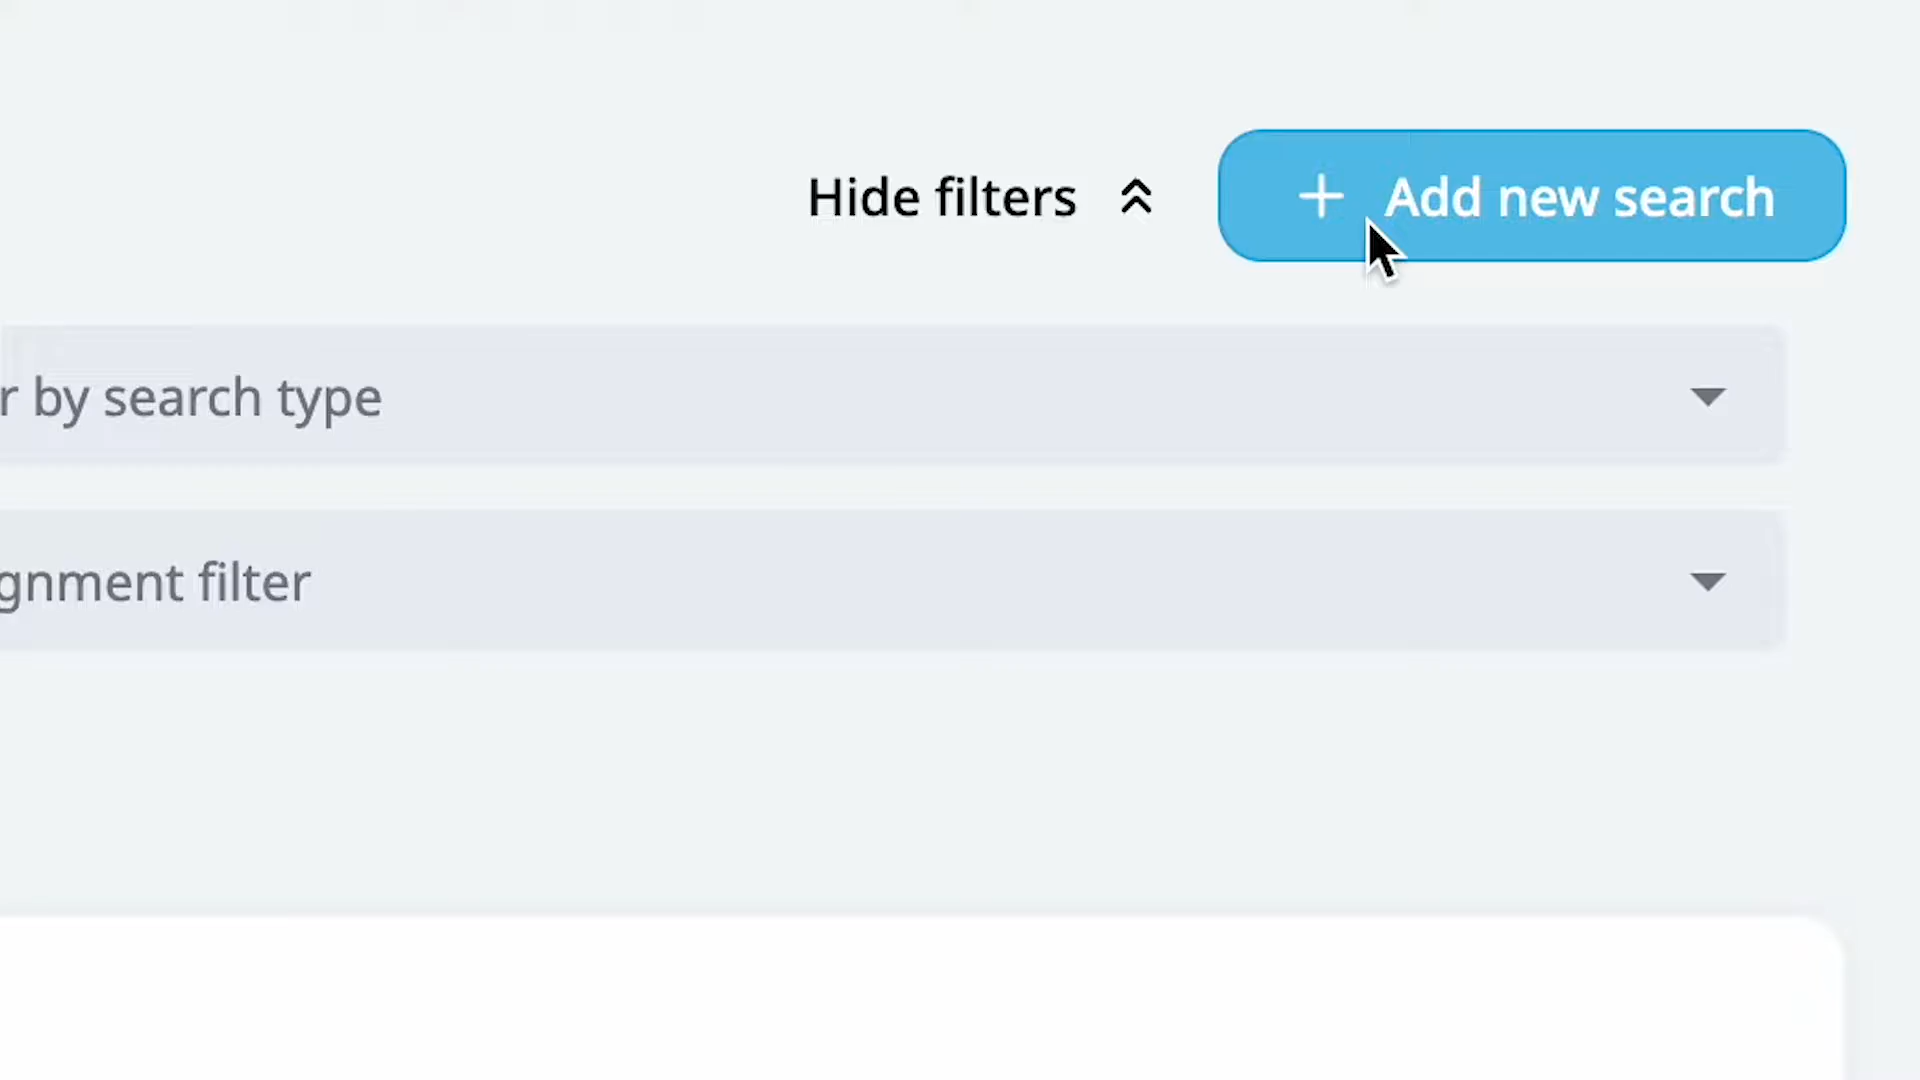 Hide filters
Add new search
r by search type
gnment filter